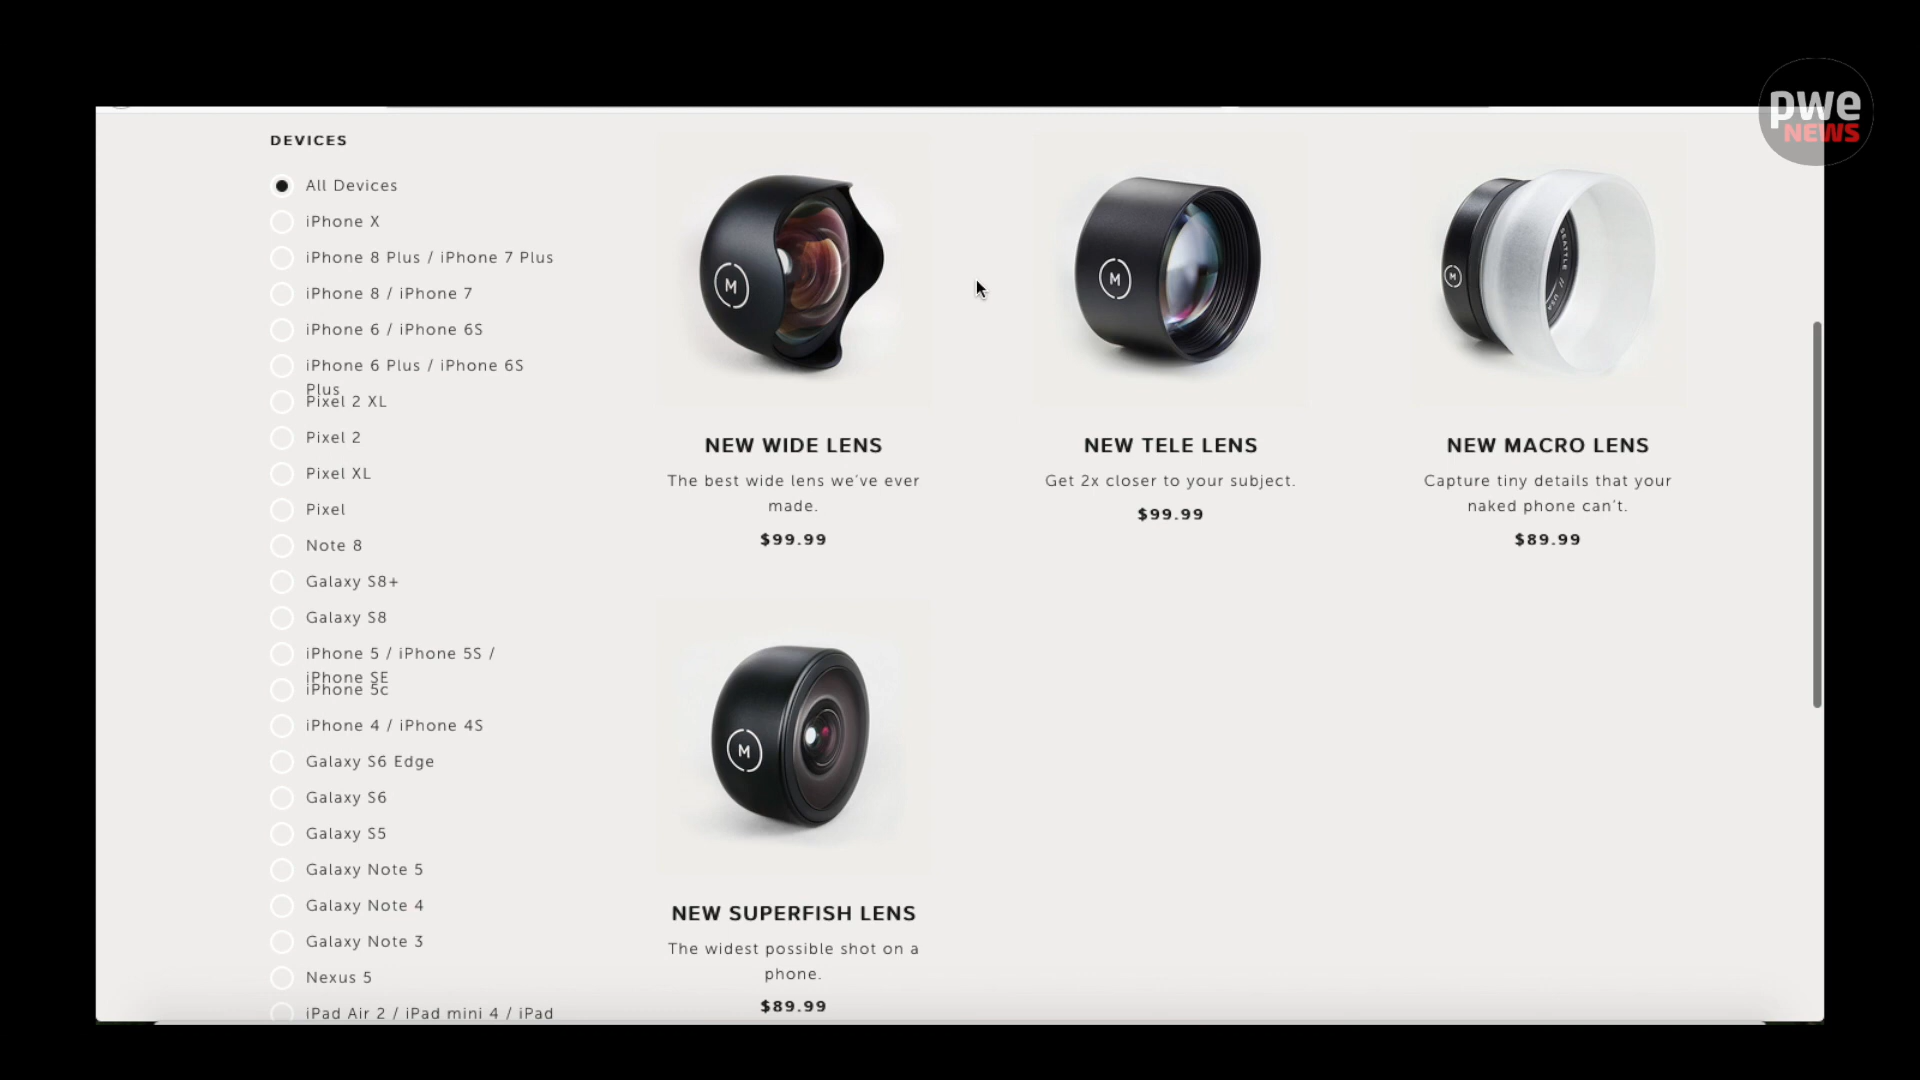 pwe
NEWS
DEVICES
All Devices
iPhone X
iPhone 8 Plus / iPhone 7 Plus
iPhone 8 / iPhone 7
iPhone 6 / iPhone 6S
iPhone 6 Plus / iPhone 6S
Plus
Pixel 2 XL
Pixel 2
Pixel XL
Pixel
Note 8
Galaxy S8+
Galaxy S8
iPhone 5 / iPhone 5S /
iPhone SE
iPhone 5c
iPhone 4 / iPhone 4S
Galaxy S6 Edge
Galaxy S6
Galaxy S5
Galaxy Note 5
Galaxy Note 4
Galaxy Note 3
Nexus 5
iPad Air 2 / iPad mini 4 / iPad
M
NEW WIDE LENS
The best wide lens we've ever
made.
$99.99
M
NEW TELE LENS
Get 2x closer to your subject.
$99.99
M
SEATTLE // USA
NEW MACRO LENS
Capture tiny details that your
naked phone can't.
$89.99
M
NEW SUPERFISH LENS
The widest possible shot on a
phone.
$89.99